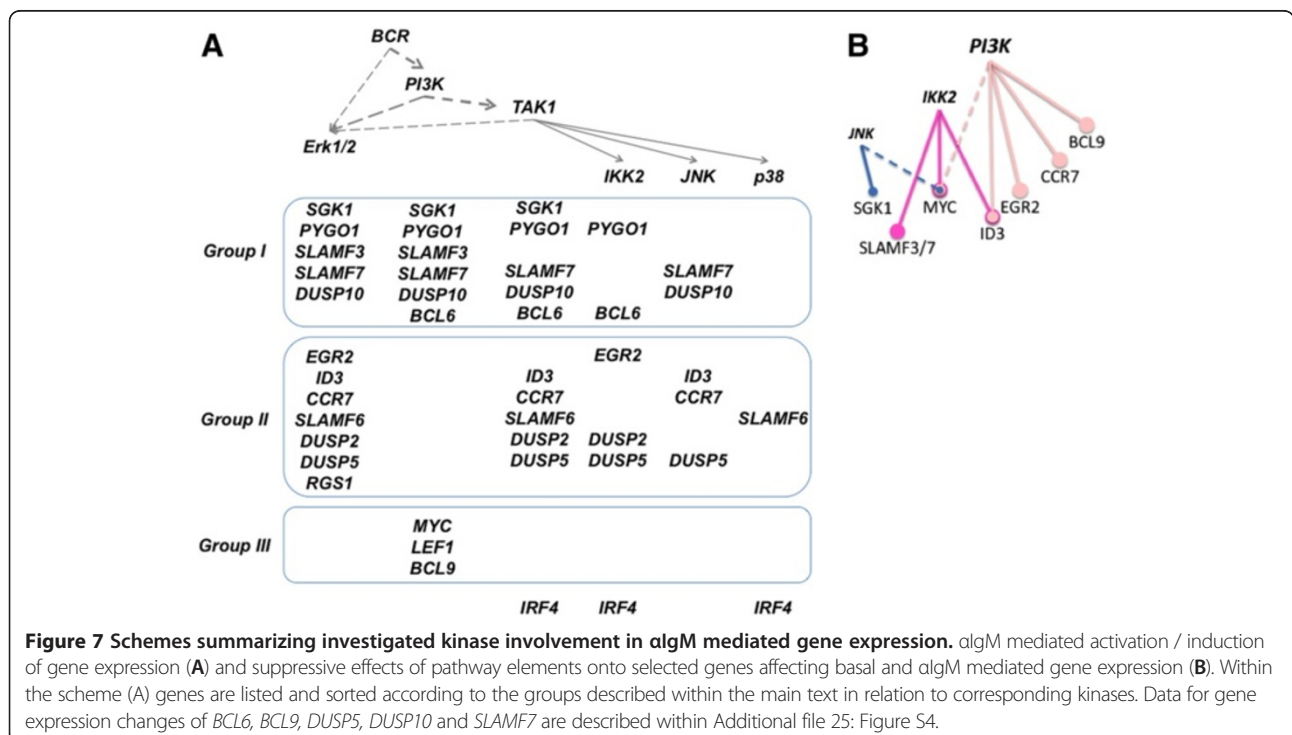 A
BCR
PI3K
TAK1
Erk1/2
IKK2 JNK p38
Group I
SGK1 SGK1 SGK1
PYGO1 PYGO1 PYGO1 PYGO1
SLAMF3 SLAMF3
SLAMF7 SLAMF7 SLAMF7 SLAMF7
DUSP10 DUSP10 DUSP10 DUSP10
BCL6 BCL6 BCL6
Group II
EGR2 EGR2
ID3 ID3 ID3
CCR7 CCR7 CCR7
SLAMF6 SLAMF6 SLAMF6
DUSP2 DUSP2 DUSP2
DUSP5 DUSP5 DUSP5 DUSP5
RGS1
Group III
MYC
LEF1
BCL9
IRF4 IRF4 IRF4
B
PI3K
IKK2
JNK
BCL9
CCR7
SGK1 MYC EGR2
ID3
SLAMF3/7
Figure 7 Schemes summarizing investigated kinase involvement in αIgM mediated gene expression. αIgM mediated activation / induction
of gene expression (A) and suppressive effects of pathway elements onto selected genes affecting basal and αIgM mediated gene expression (B). Within
the scheme (A) genes are listed and sorted according to the groups described within the main text in relation to corresponding kinases. Data for gene
expression changes of BCL6, BCL9, DUSP5, DUSP10 and SLAMF7 are described within Additional file 25: Figure S4.